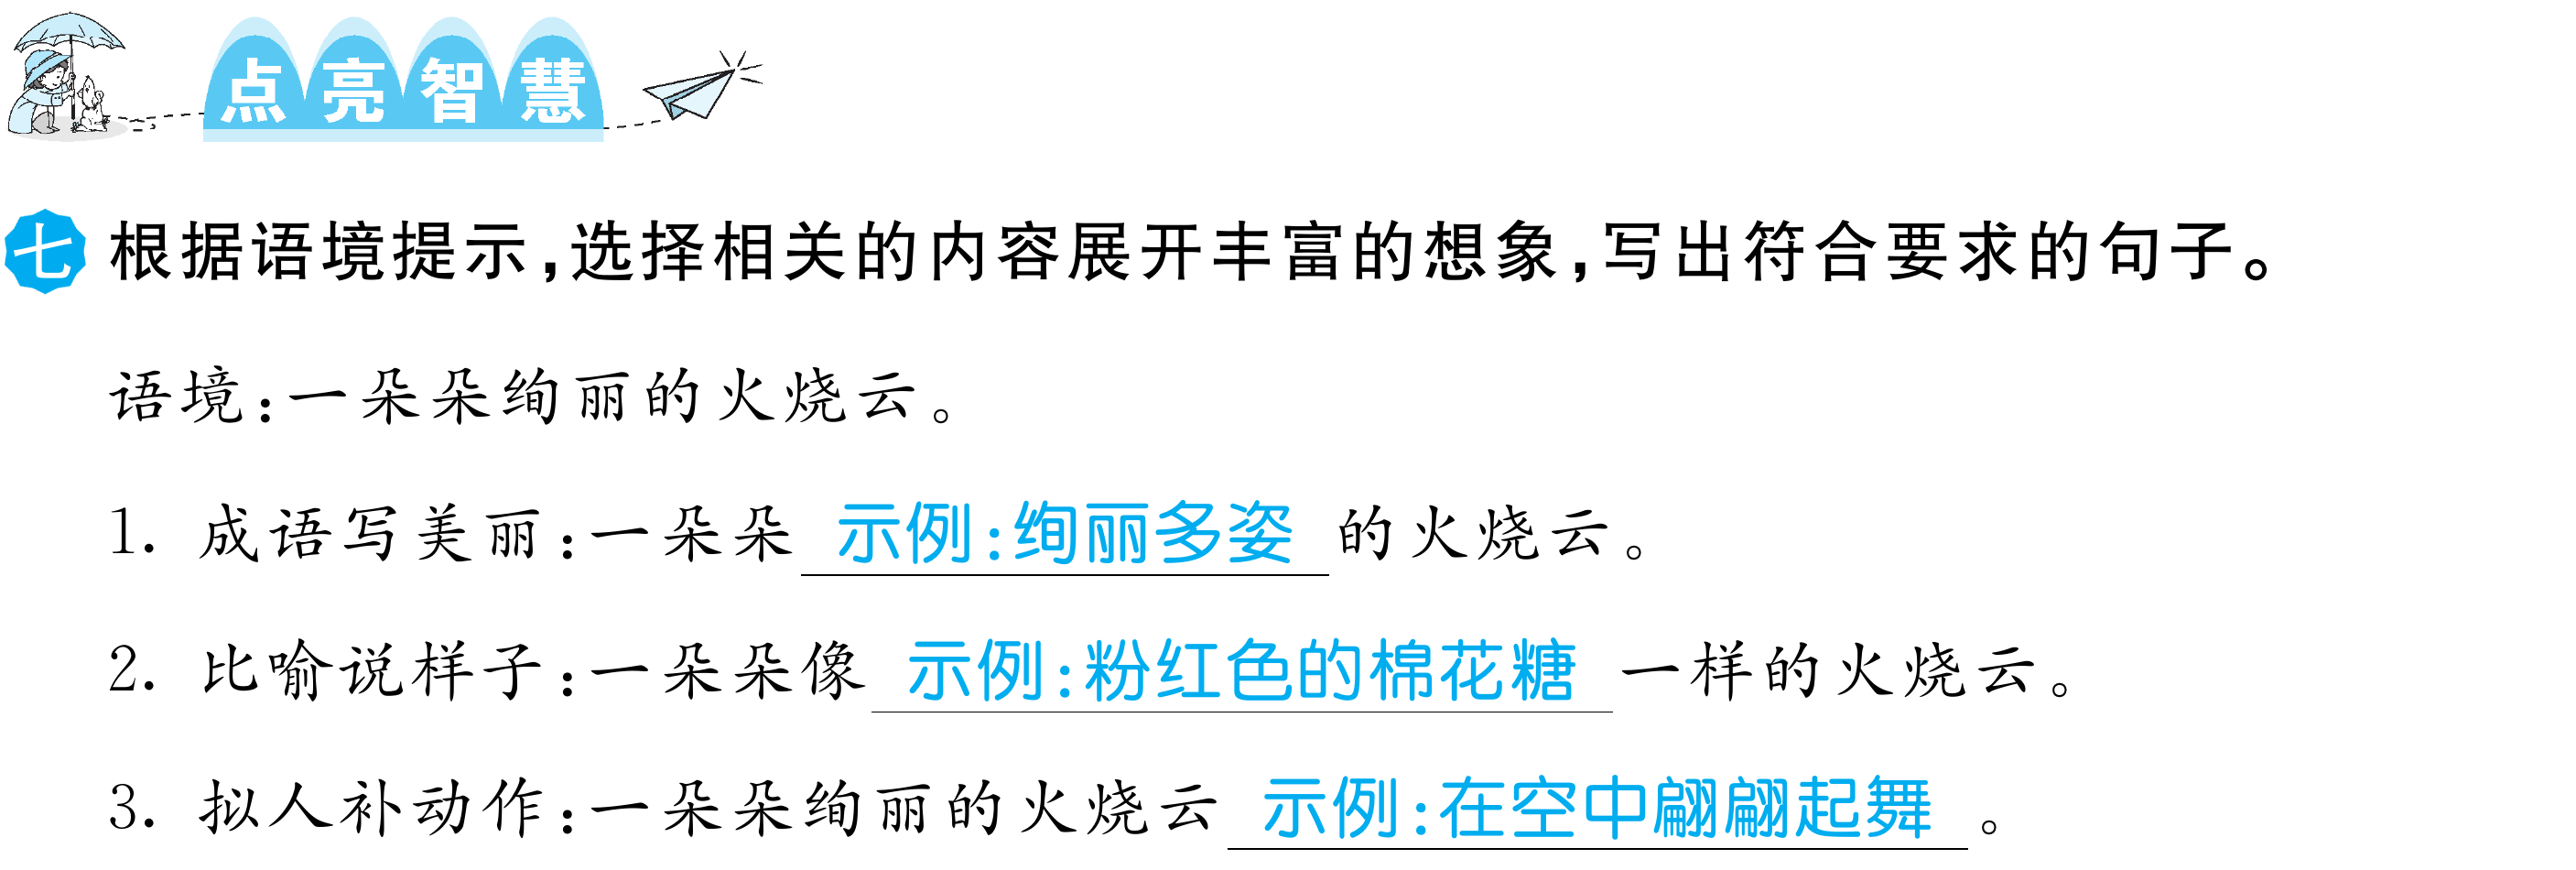 点亮智慧
七 根据语境提示,选择相关的内容展开丰富的想象,写出符合要求的句子。
语境:一朵朵绚丽的火烧云。
1. 成语写美丽:一朵朵 示例:绚丽多姿 的火烧云。
2. 比喻说样子:一朵朵像 示例:粉红色的棉花糖 一样的火烧云。
3. 拟人补动作:一朵朵绚丽的火烧云 示例:在空中翩翩起舞 。